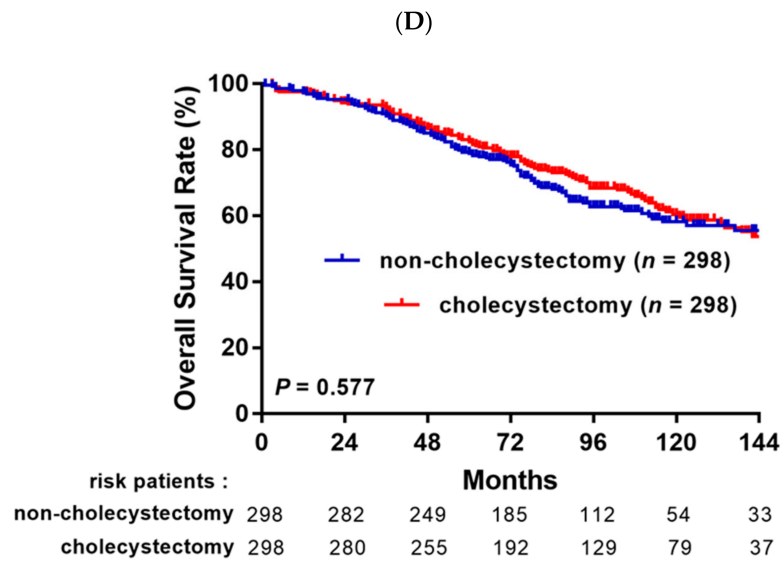 (D)
Overall Survival Rate (%)
100
80
60
40
20
0
non-cholecystectomy (n = 298)
cholecystectomy (n = 298)
P = 0.577
0 24 48 72 96 120 144
Months
risk patients :
non-cholecystectomy 298 282 249 185 112 54 33
cholecystectomy 298 280 255 192 129 79 37